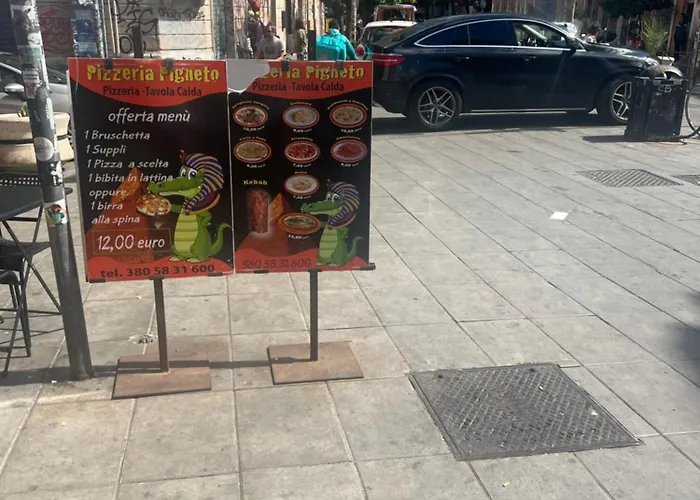 Pizzeria Pigneto
Pizzeria -Tavola Calda
offerta menù
1 Bruschetta
1 Supplì
1 Pizza a scelta
1 bibita in lattina
oppure
1 birra
alla spina
12,00 euro
tel. 380 58 31 600
ria Pigneto
Pizzeria -Tavola Calda
Kebab
380 58 31 600